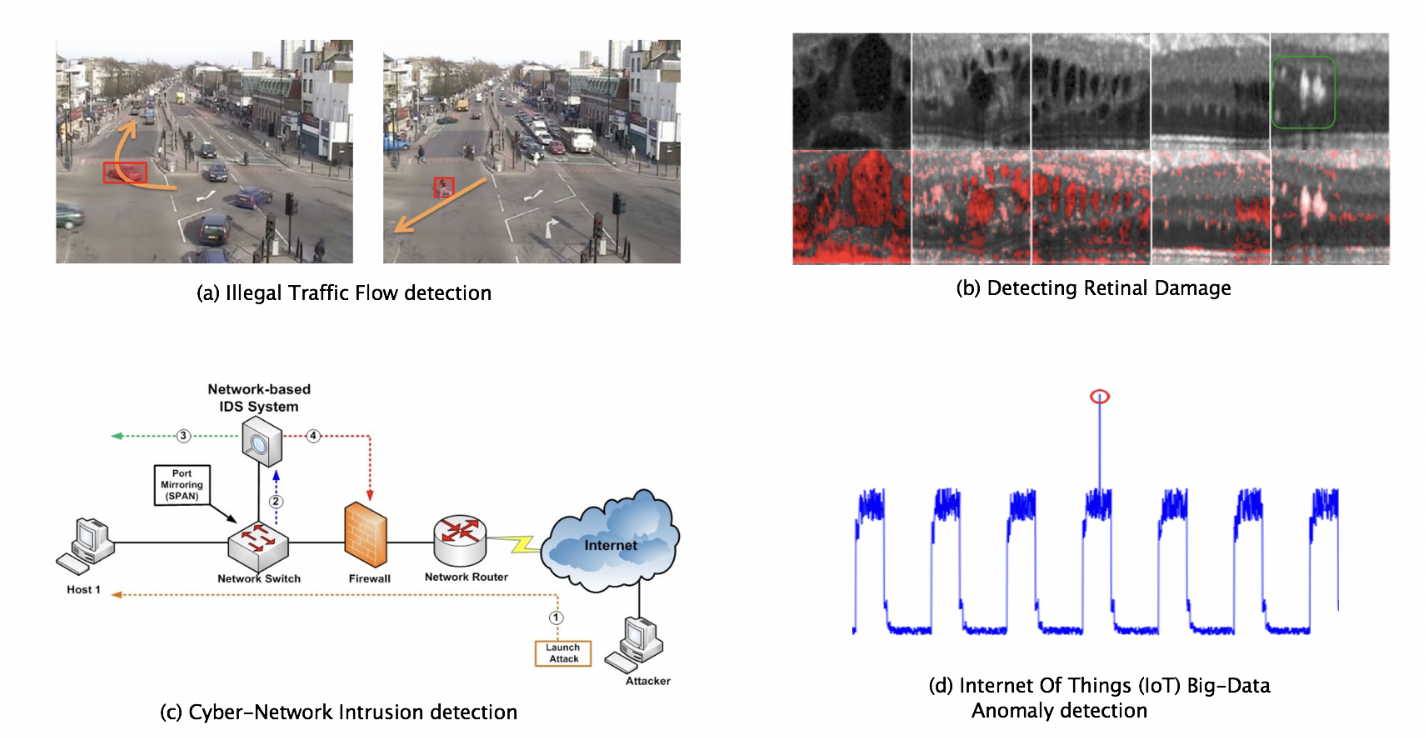 (a) Illegal Traffic Flow detection
(b) Detecting Retinal Damage
Network-based
IDS System
3
4
Port
Mirroring
(SPAN)
2
Internet
Network Switch
Firewall
Network Router
Host 1
1
Launch
Attack
Attacker
(c) Cyber-Network Intrusion detection
(d) Internet Of Things (IoT) Big-Data
Anomaly detection